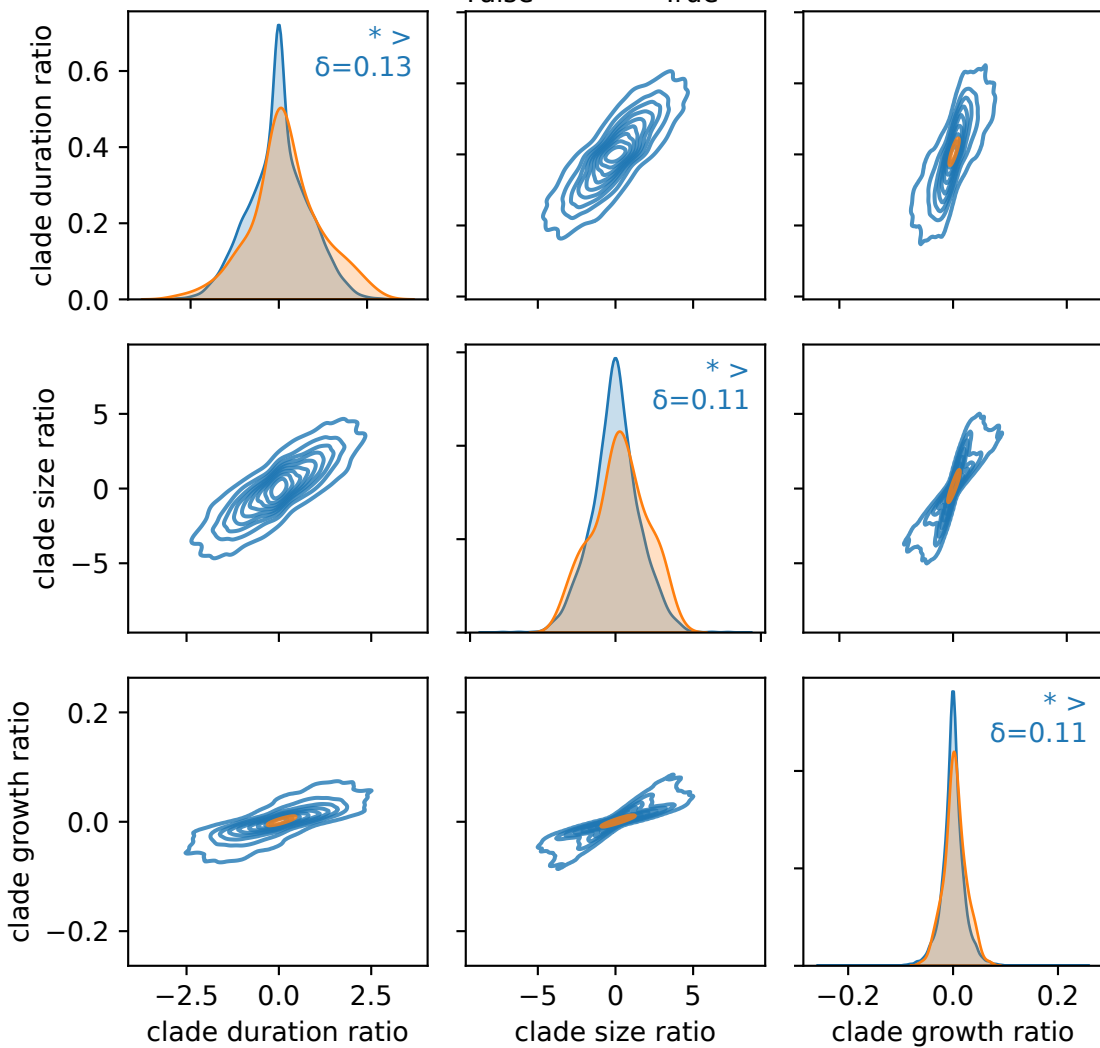 clade duration ratio
0.6
0.4
0.2
0.0
* >
δ=0.13
clade size ratio
5
0
−5
* >
δ=0.11
clade growth ratio
0.2
0.0
−0.2
* >
δ=0.11
−2.5 0.0 2.5
−5 0 5
−0.2 0.0 0.2
clade duration ratio
clade size ratio
clade growth ratio